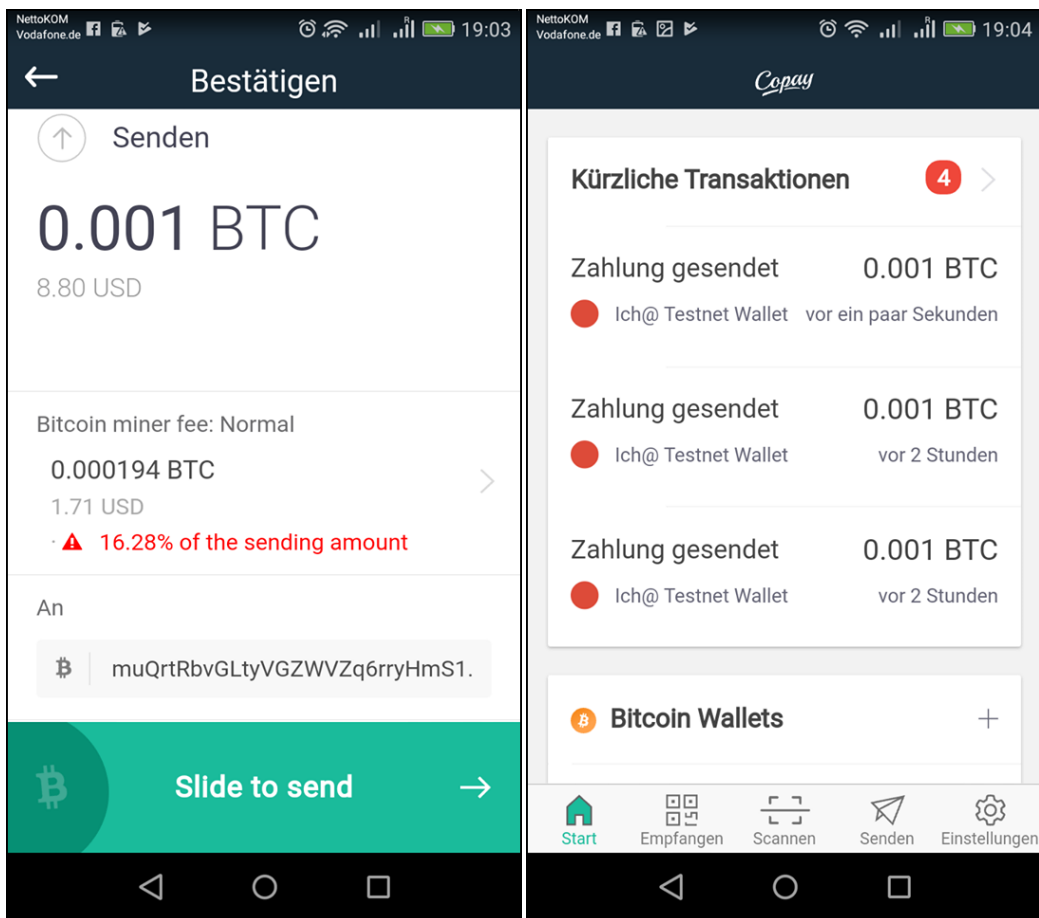 NettoKOM
Vodafone.de
19:03
Bestätigen
Senden
0.001 BTC
8.80 USD
Bitcoin miner fee: Normal
0.000194 BTC
1.71 USD
· 16.28% of the sending amount
An
muQrtRbvGLtyVGZWVZq6rryHmS1.
Slide to send
NettoKOM
Vodafone.de
R
19:04
Copay
Kürzliche Transaktionen 4
Zahlung gesendet 0.001 BTC
Ich@ Testnet Wallet vor ein paar Sekunden
Zahlung gesendet 0.001 BTC
Ich@ Testnet Wallet vor 2 Stunden
Zahlung gesendet 0.001 BTC
Ich@ Testnet Wallet vor 2 Stunden
Bitcoin Wallets
Start Empfangen Scannen Senden Einstellungen